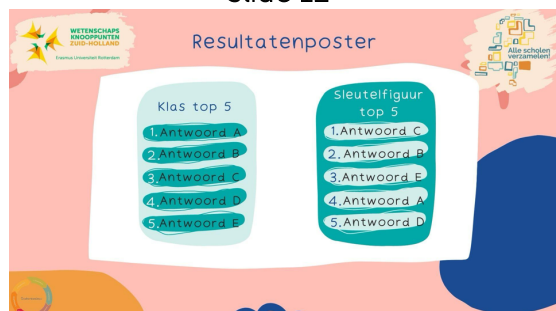 WETENSCHAPS
KNOOPPUNTEN
ZUID-HOLLAND
Erasmus Universiteit Rotterdam
Resultatenposter
Alle scholen
verzamelen!
Klas top 5
1. Antwoord A
2. Antwoord B
3. Antwoord C
4. Antwoord D
5. Antwoord E
Sleutelfiguur
top 5
1. Antwoord C
2. Antwoord B
3. Antwoord E
4. Antwoord A
5. Antwoord D